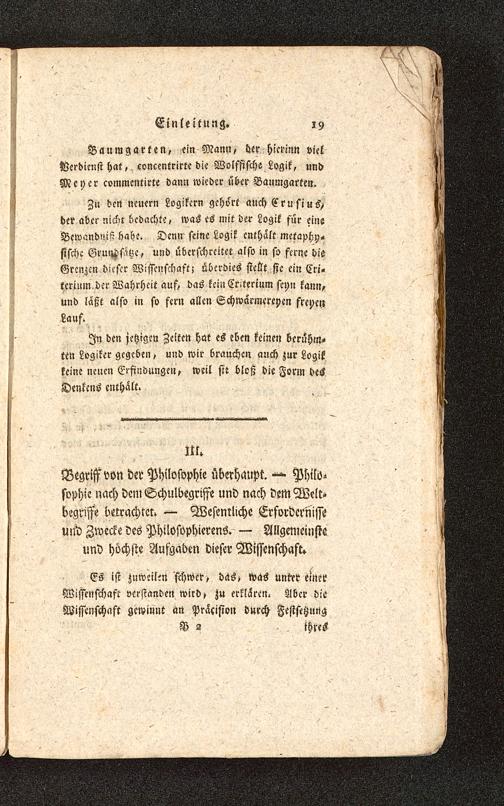 Einleitung. 19
Baumgarten, ein Mann, der hierinn viel
Verdienst hat, concentrirte die Wolffische Logik, und
Meyer commentirte dann wieder über Baumgarten.
Zu den neuern Logikern gehört auch Crusius,
der aber nicht bedachte, was es mit der Logik für eine
Bewandniß habe. Denn seine Logik enthält metaphy-
sische Grundsätze, und überschreitet also in so ferne die
Grenzen dieser Wissenschaft; überdies stellt sie ein Cri-
terium der Wahrheit auf, das kein Criterium seyn kann,
und läßt also in so fern allen Schwärmereyen freyen
Lauf.
In den jetzigen Zeiten hat es eben keinen berühm-
ten Logiker gegeben, und wir brauchen auch zur Logik
keine neuen Erfindungen, weil sie bloß die Form des
Denkens enthält.
III.
Begriff von der Philosophie überhaupt. — Philo-
sophie nach dem Schulbegriffe und nach dem Welt-
begriffe betrachtet. — Wesentliche Erfordernisse
und Zwecke des Philosophierens. — Allgemeinste
und höchste Aufgaben dieser Wissenschaft.
Es ist zuweilen schwer, das, was unter einer
Wissenschaft verstanden wird, zu erklären. Aber die
Wissenschaft gewinnt an Präcision durch Festsetzung
B 2 ihres